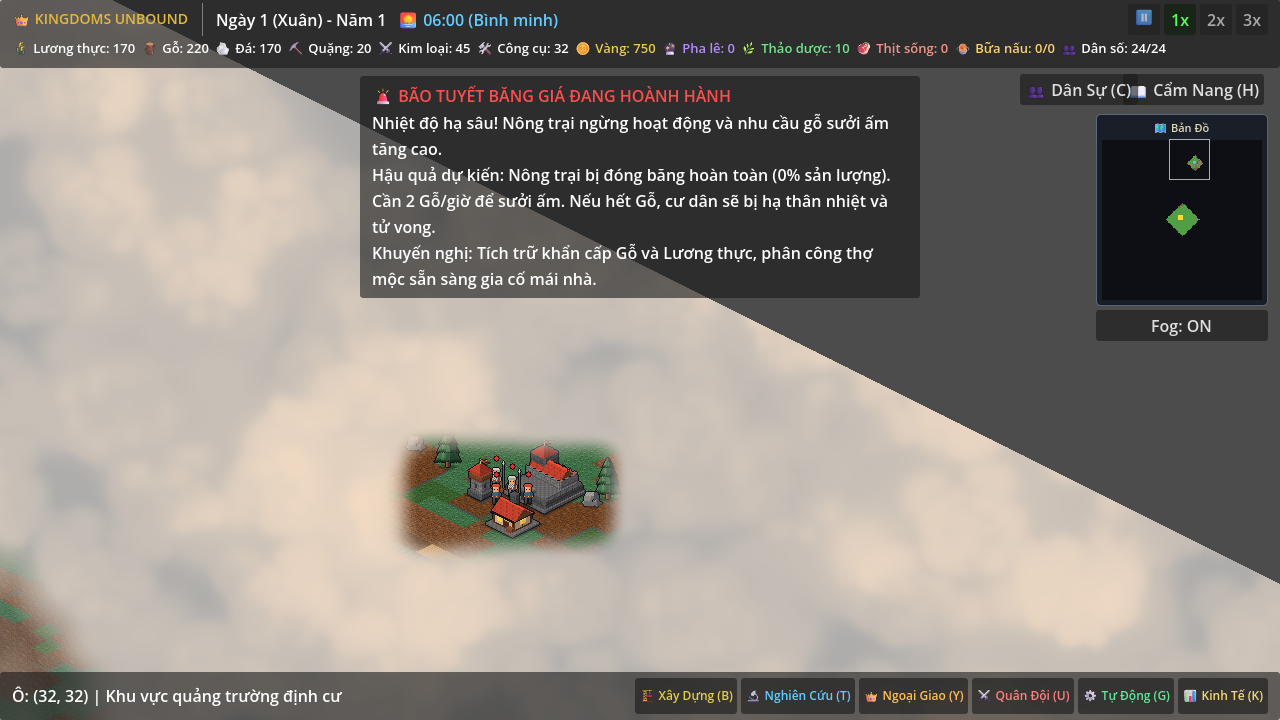 KINGDOMS UNBOUND
Ngày 1 (Xuân) - Năm 1
06:00 (Bình minh)
1x
2x
3x
Lương thực: 170
Gỗ: 220
Đá: 170
Quặng: 20
Kim loại: 45
Công cụ: 32
Vàng: 750
Pha lê: 0
Thảo dược: 10
Thịt sống: 0
Bữa nấu: 0/0
Dân số: 24/24
BÃO TUYẾT BĂNG GIÁ ĐANG HOÀNH HÀNH
Nhiệt độ hạ sâu! Nông trại ngừng hoạt động và nhu cầu gỗ sưởi ấm
tăng cao.
Hậu quả dự kiến: Nông trại bị đóng băng hoàn toàn (0% sản lượng).
Cần 2 Gỗ/giờ để sưởi ấm. Nếu hết Gỗ, cư dân sẽ bị hạ thân nhiệt và
tử vong.
Khuyến nghị: Tích trữ khẩn cấp Gỗ và Lương thực, phân công thợ
mộc sẵn sàng gia cố mái nhà.
Dân Sự (C)
Cẩm Nang (H)
Bản Đồ
Fog: ON
Ô: (32, 32) | Khu vực quảng trường định cư
Xây Dựng (B)
Nghiên Cứu (T)
Ngoại Giao (Y)
Quân Đội (U)
Tự Động (G)
Kinh Tế (K)